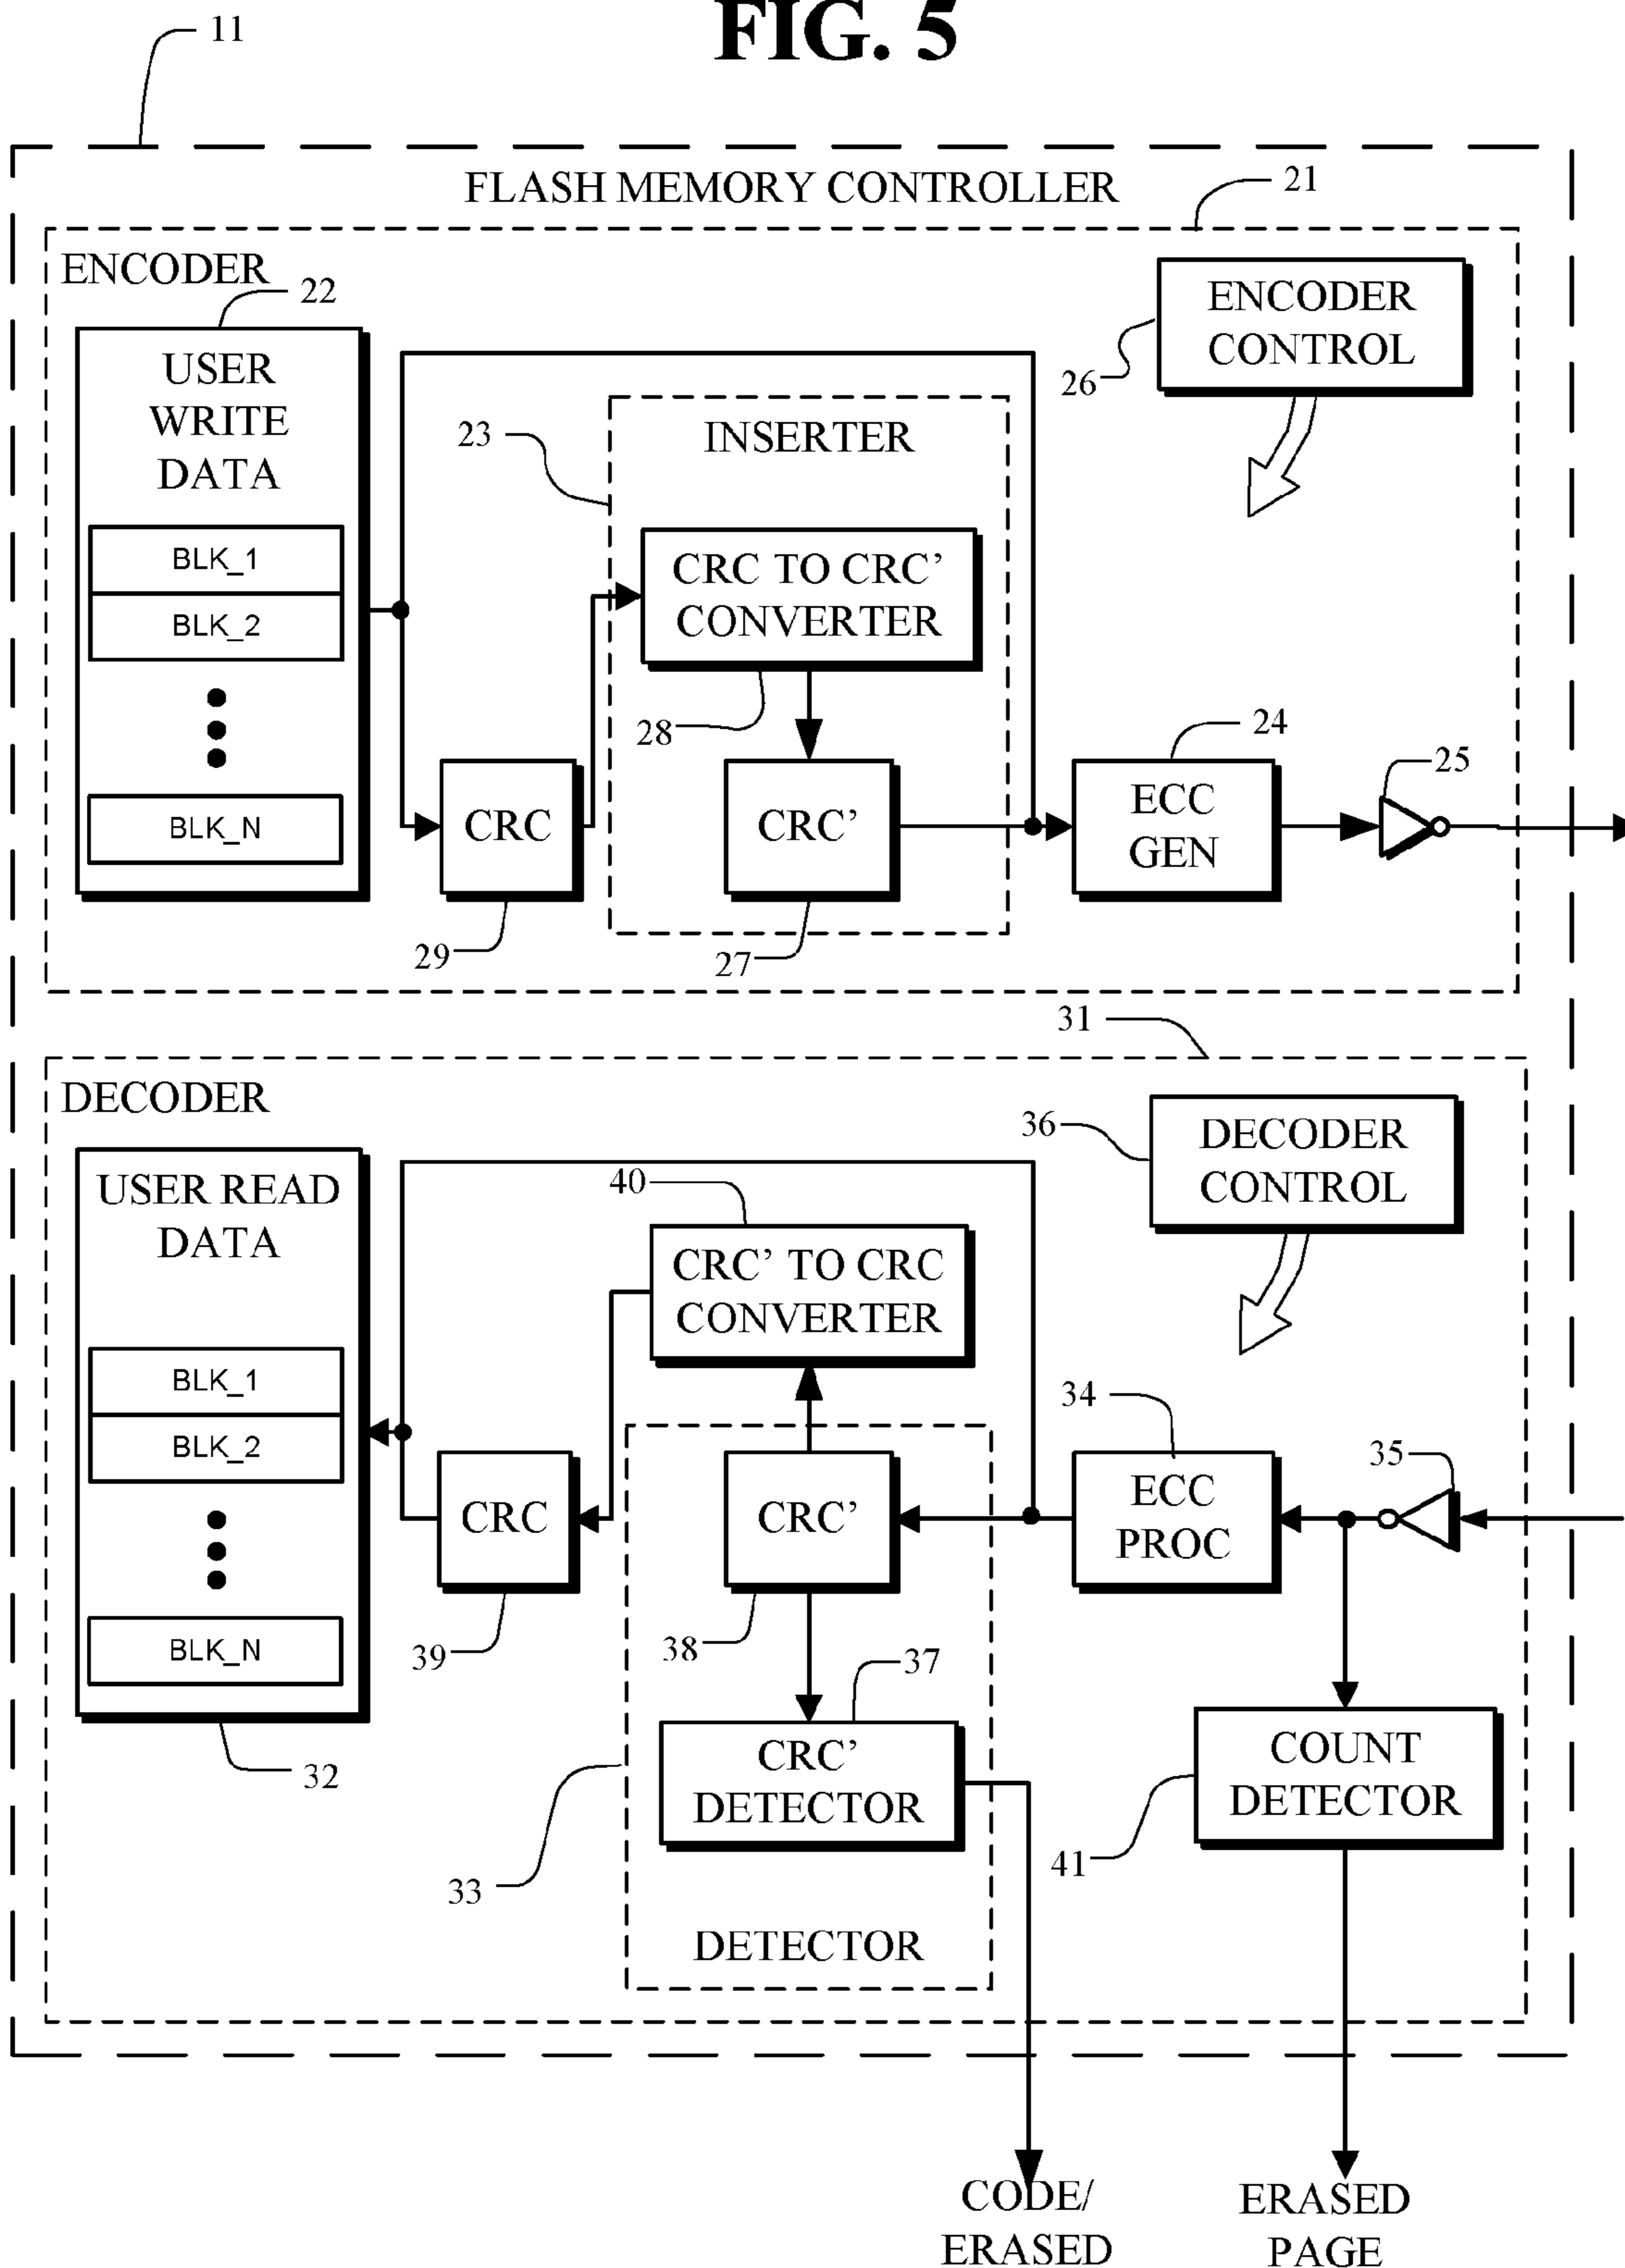 FIG. 5
11
FLASH MEMORY CONTROLLER
21
ENCODER
22
USER
WRITE
DATA
BLK_1
BLK_2
BLK_N
23
INSERTER
26
ENCODER
CONTROL
CRC TO CRC’
CONVERTER
28
CRC
29
CRC’
27
24
ECC
GEN
25
31
DECODER
USER READ
DATA
BLK_1
BLK_2
BLK_N
32
36
DECODER
CONTROL
40
CRC’ TO CRC
CONVERTER
34
35
CRC
39
CRC’
38
ECC
PROC
37
CRC’
DETECTOR
33
DETECTOR
COUNT
DETECTOR
41
CODE/
ERASED
ERASED
PAGE